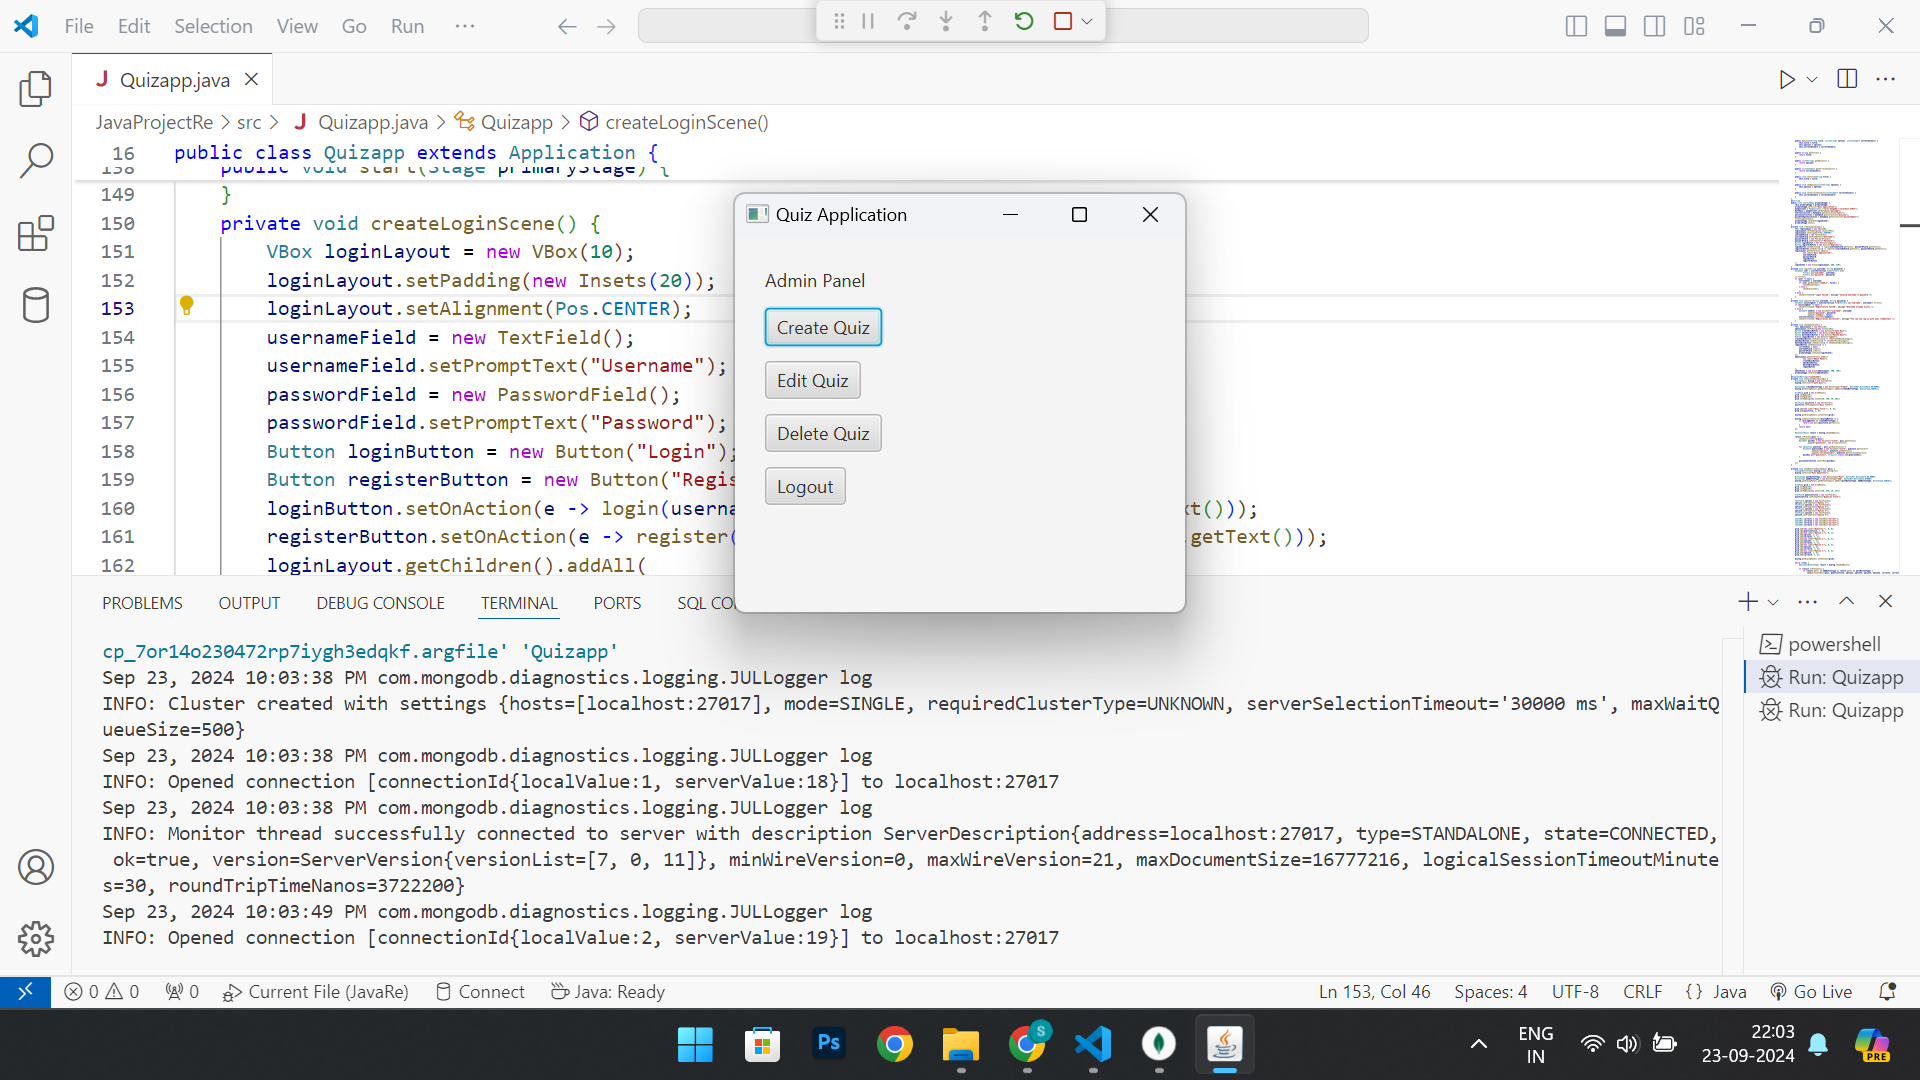 File Edit Selection View Go Run ···
Quizapp.java
JavaProjectRe > src > J Quizapp.java > Quizapp > createLoginScene()
16 public class Quizapp extends Application {
138 public void start(Stage primaryStage) {
149 }
150 private void createLoginScene() {
151 VBox loginLayout = new VBox(10);
152 loginLayout.setPadding(new Insets(20));
153 loginLayout.setAlignment(Pos.CENTER);
154 usernameField = new TextField();
155 usernameField.setPromptText("Username");
156 passwordField = new PasswordField();
157 passwordField.setPromptText("Password");
158 Button loginButton = new Button("Login");
159 Button registerButton = new Button("Regis
160 loginButton.setOnAction(e -> login(userna xt()));
161 registerButton.setOnAction(e -> register( .getText()));
162 loginLayout.getChildren().addAll(
Quiz Application
Admin Panel
Create Quiz
Edit Quiz
Delete Quiz
Logout
PROBLEMS OUTPUT DEBUG CONSOLE TERMINAL PORTS SQL CO
cp_7or14o230472rp7iygh3edqkf.argfile' 'Quizapp'
Sep 23, 2024 10:03:38 PM com.mongodb.diagnostics.logging.JULLogger log
INFO: Cluster created with settings {hosts=[localhost:27017], mode=SINGLE, requiredClusterType=UNKNOWN, serverSelectionTimeout='30000 ms', maxWaitQ
ueueSize=500}
Sep 23, 2024 10:03:38 PM com.mongodb.diagnostics.logging.JULLogger log
INFO: Opened connection [connectionId{localValue:1, serverValue:18}] to localhost:27017
Sep 23, 2024 10:03:38 PM com.mongodb.diagnostics.logging.JULLogger log
INFO: Monitor thread successfully connected to server with description ServerDescription{address=localhost:27017, type=STANDALONE, state=CONNECTED,
ok=true, version=ServerVersion{versionList=[7, 0, 11]}, minWireVersion=0, maxWireVersion=21, maxDocumentSize=16777216, logicalSessionTimeoutMinute
s=30, roundTripTimeNanos=3722200}
Sep 23, 2024 10:03:49 PM com.mongodb.diagnostics.logging.JULLogger log
INFO: Opened connection [connectionId{localValue:2, serverValue:19}] to localhost:27017
powershell
Run: Quizapp
Run: Quizapp
0 0 0 Current File (JavaRe) Connect Java: Ready Ln 153, Col 46 Spaces: 4 UTF-8 CRLF {} Java Go Live
Ps S
ENG
IN
22:03
23-09-2024
PRE